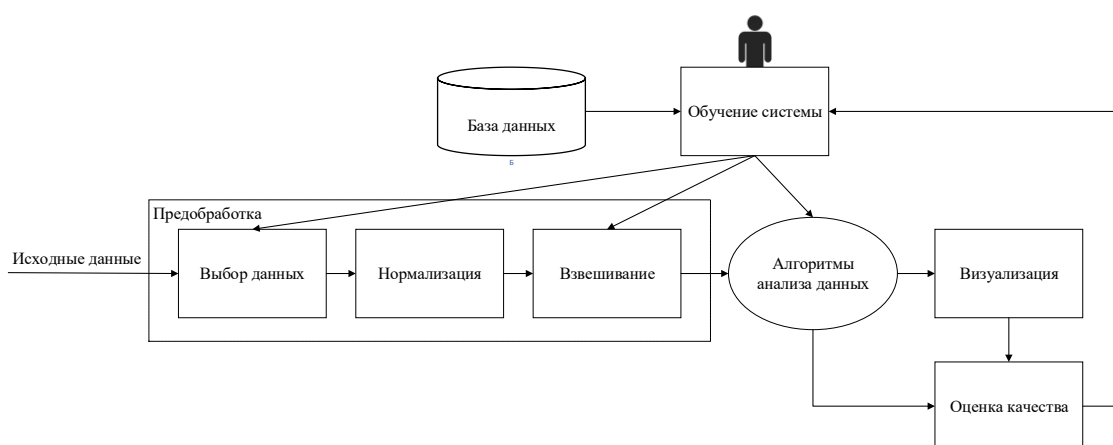 Обучение системы
База данных
Б
Предобработка
Исходные данные
Выбор данных
Нормализация
Взвешивание
Алгоритмы
анализа данных
Визуализация
Оценка качества